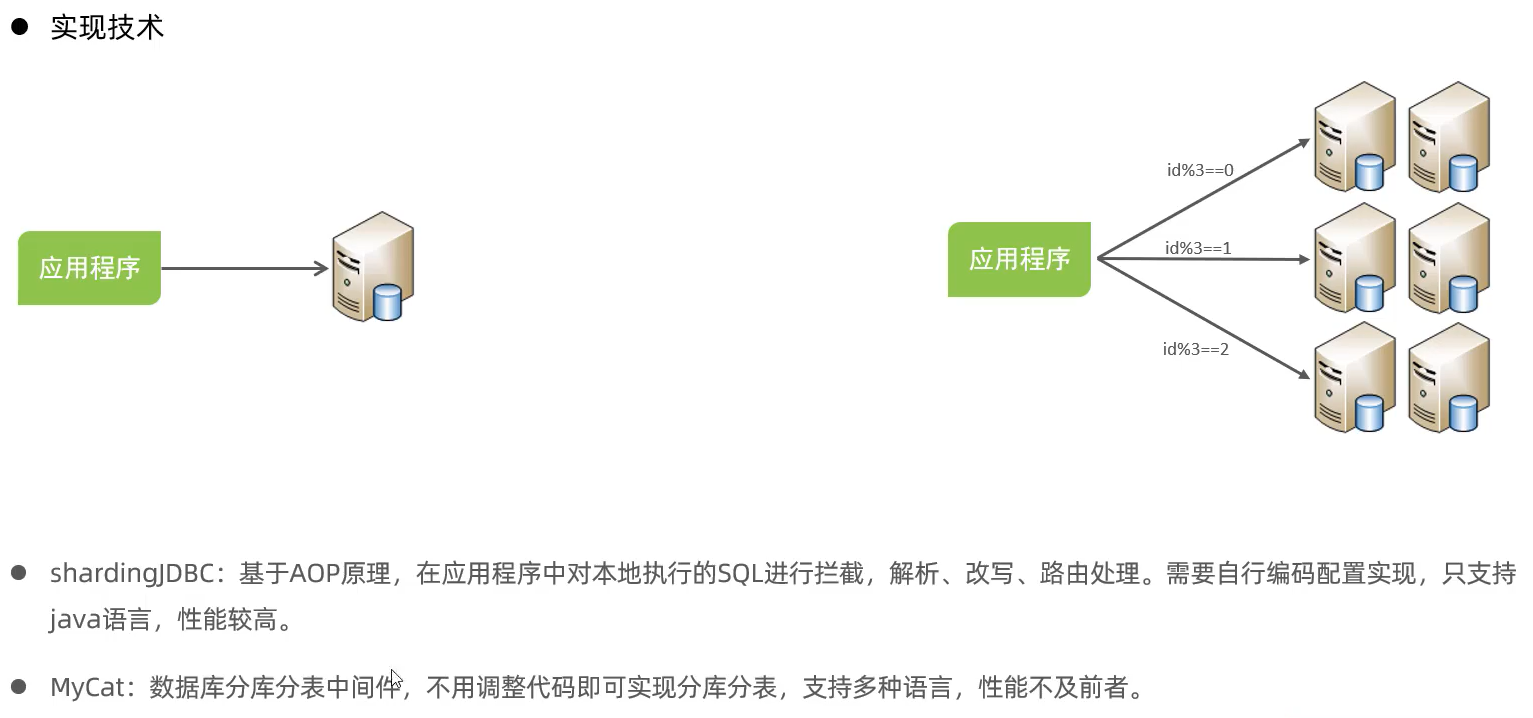 实现技术
应用程序
id%3==0
id%3==1
id%3==2
应用程序
shardingJDBC：基于AOP原理，在应用程序中对本地执行的SQL进行拦截，解析、改写、路由处理。需要自行编码配置实现，只支持
java语言，性能较高。
MyCat：数据库分库分表中间件，不用调整代码即可实现分库分表，支持多种语言，性能不及前者。